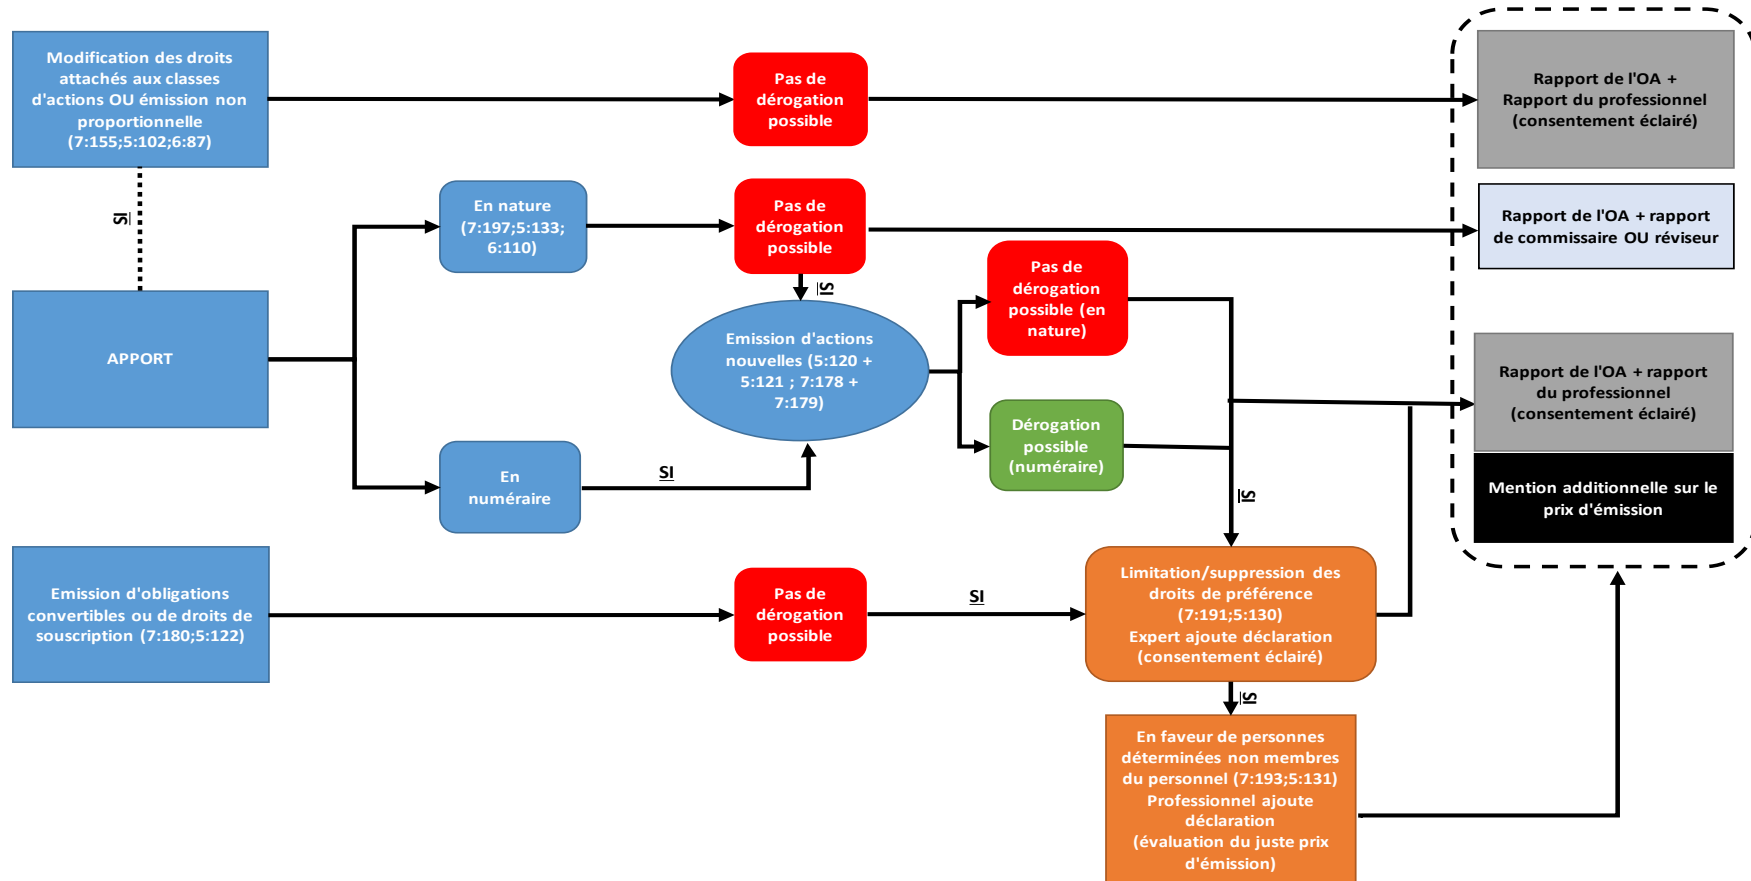 Modification des droits
attachés aux classes
d'actions OU émission non
proportionnelle
(7:155;5:102;6:87)
Pas de
dérogation
possible
Rapport de l'OA +
Rapport du professionnel
(consentement éclairé)
SI
En nature
(7:197;5:133;
6:110)
Pas de
dérogation
possible
Rapport de l'OA + rapport
de commissaire OU réviseur
SI
Pas de
dérogation
possible (en
nature)
APPORT
Emission d'actions
nouvelles (5:120 +
5:121 ; 7:178 +
7:179)
Rapport de l'OA + rapport
du professionnel
(consentement éclairé)
Dérogation
possible
(numéraire)
En
numéraire
SI
SI
Mention additionnelle sur le
prix d'émission
Emission d'obligations
convertibles ou de droits de
souscription (7:180;5:122)
Pas de
dérogation
possible
SI
Limitation/suppression des
droits de préférence
(7:191;5:130)
Expert ajoute déclaration
(consentement éclairé)
SI
En faveur de personnes
déterminées non membres
du personnel (7:193;5:131)
Professionnel ajoute
déclaration
(évaluation du juste prix
d'émission)